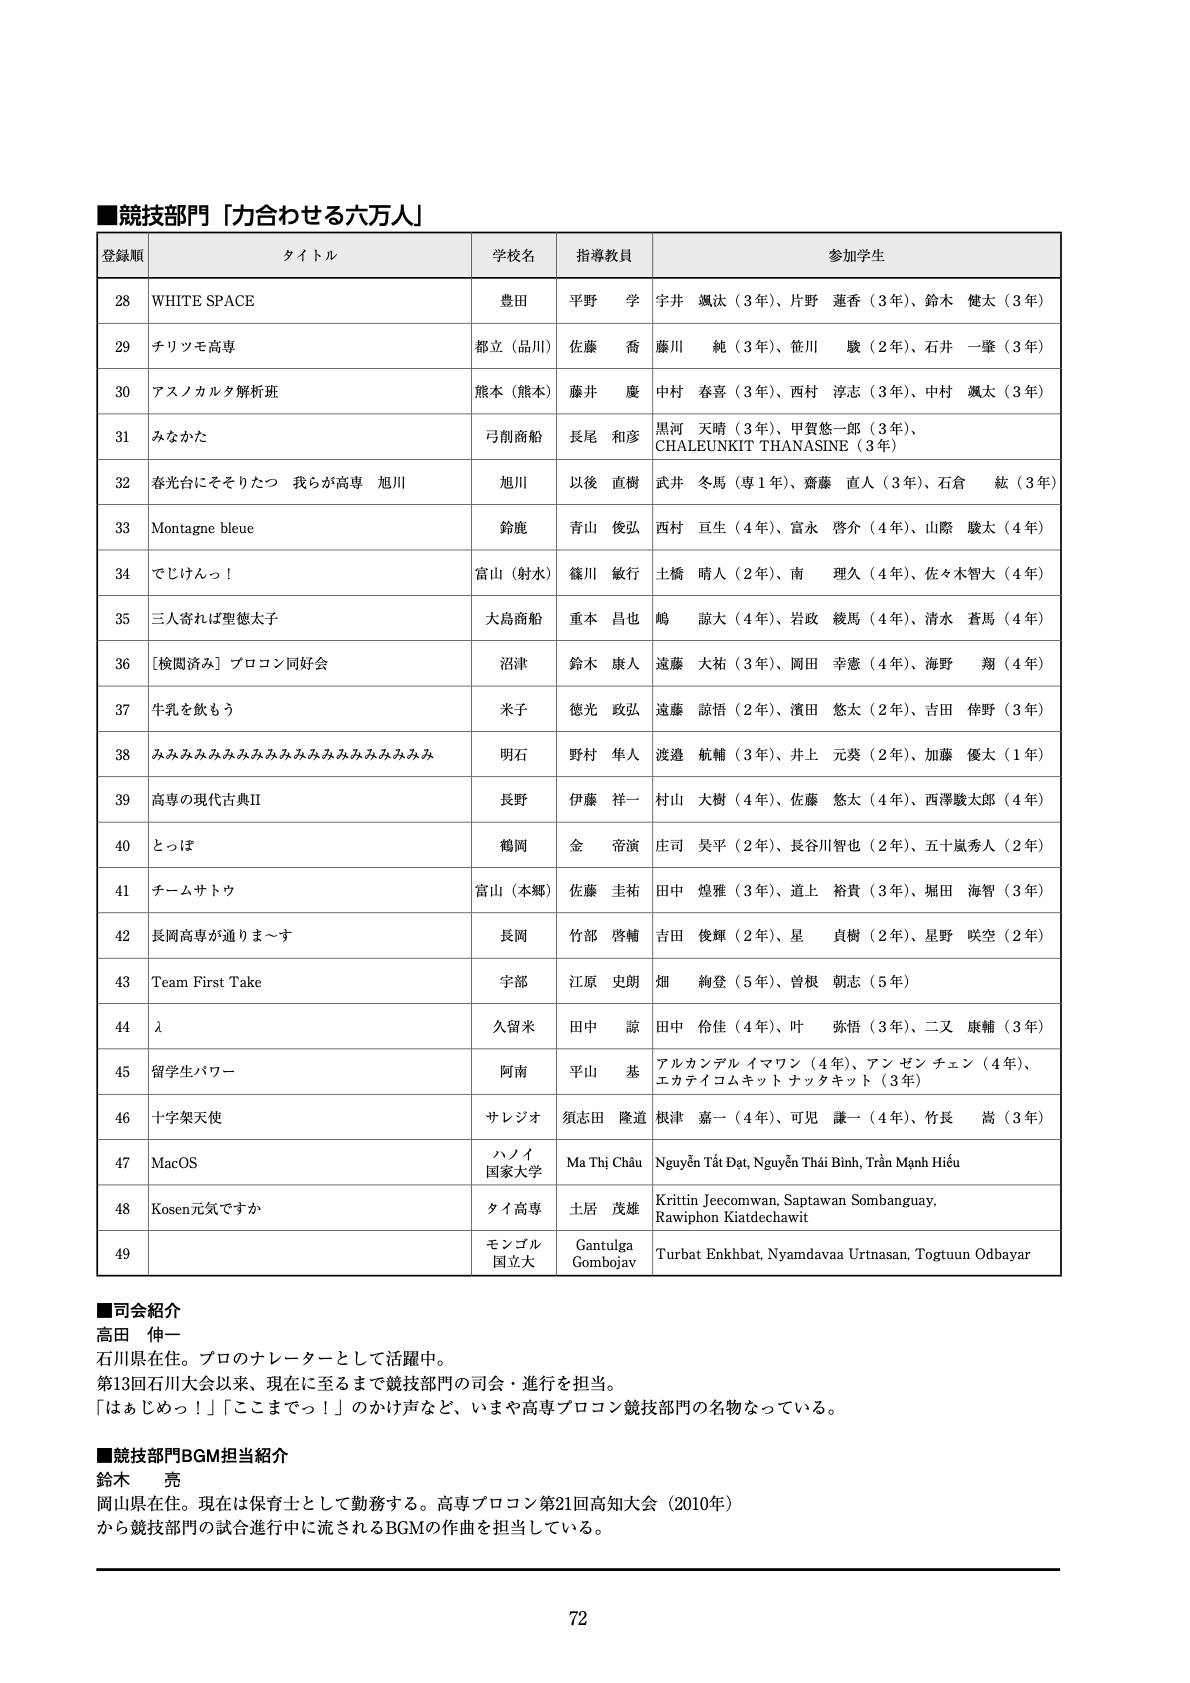 ■競技部門「力合わせる六万人」
登録順 タイトル 学校名 指導教員 参加学生
28 WHITE SPACE 豊田 平野　学 宇井　颯汰（３年）、片野　蓮香（３年）、鈴木　健太（３年）
29 チリツモ高専 都立（品川） 佐藤　喬 藤川　純（３年）、笹川　駿（２年）、石井　一肇（３年）
30 アスノカルタ解析班 熊本（熊本） 藤井　慶 中村　春喜（３年）、西村　淳志（３年）、中村　颯太（３年）
31 みなかた 弓削商船 長尾　和彦 黒河　天晴（３年）、甲賀悠一郎（３年）、
CHALEUNKIT THANASINE（３年）
32 春光台にそそりたつ　我らが高専　旭川 旭川 以後　直樹 武井　冬馬（専１年）、齋藤　直人（３年）、石倉　紘（３年）
33 Montagne bleue 鈴鹿 青山　俊弘 西村　亘生（４年）、富永　啓介（４年）、山際　駿太（４年）
34 でじけんっ！ 富山（射水） 篠川　敏行 土橋　晴人（２年）、南　理久（４年）、佐々木智大（４年）
35 三人寄れば聖徳太子 大島商船 重本　昌也 嶋　諒大（４年）、岩政　綾馬（４年）、清水　蒼馬（４年）
36 ［検閲済み］プロコン同好会 沼津 鈴木　康人 遠藤　大祐（３年）、岡田　幸憲（４年）、海野　翔（４年）
37 牛乳を飲もう 米子 徳光　政弘 遠藤　諒悟（２年）、濱田　悠太（２年）、吉田　倖野（３年）
38 みみみみみみみみみみみみみみみみみみみみ 明石 野村　隼人 渡邉　航輔（３年）、井上　元葵（２年）、加藤　優太（１年）
39 高専の現代古典II 長野 伊藤　祥一 村山　大樹（４年）、佐藤　悠太（４年）、西澤駿太郎（４年）
40 とっぽ 鶴岡 金　帝演 庄司　昊平（２年）、長谷川智也（２年）、五十嵐秀人（２年）
41 チームサトウ 富山（本郷） 佐藤　圭祐 田中　煌雅（３年）、道上　裕貴（３年）、堀田　海智（３年）
42 長岡高専が通りま〜す 長岡 竹部　啓輔 吉田　俊輝（２年）、星　貞樹（２年）、星野　咲空（２年）
43 Team First Take 宇部 江原　史朗 畑　絢登（５年）、曽根　朝志（５年）
44 λ 久留米 田中　諒 田中　伶佳（４年）、叶　弥悟（３年）、二又　康輔（３年）
45 留学生パワー 阿南 平山　基 アルカンデル イマワン（４年）、アン ゼン チェン（４年）、
エカテイコムキット ナッタキット（３年）
46 十字架天使 サレジオ 須志田　隆道 根津　嘉一（４年）、可児　謙一（４年）、竹長　嵩（３年）
47 MacOS ハノイ
国家大学 Ma Thị Châu Nguyễn Tất Đạt, Nguyễn Thái Bình, Trần Mạnh Hiếu
48 Kosen元気ですか タイ高専 土居　茂雄 Krittin Jeecomwan, Saptawan Sombanguay,
Rawiphon Kiatdechawit
49 モンゴル
国立大 Gantulga
Gombojav Turbat Enkhbat, Nyamdavaa Urtnasan, Togtuun Odbayar
■司会紹介
高田　伸一
石川県在住。プロのナレーターとして活躍中。
第13回石川大会以来、現在に至るまで競技部門の司会・進行を担当。
「はぁじめっ！」「ここまでっ！」のかけ声など、いまや高専プロコン競技部門の名物なっている。
■競技部門BGM担当紹介
鈴木　亮
岡山県在住。現在は保育士として勤務する。高専プロコン第21回高知大会（2010年）
から競技部門の試合進行中に流されるBGMの作曲を担当している。
72